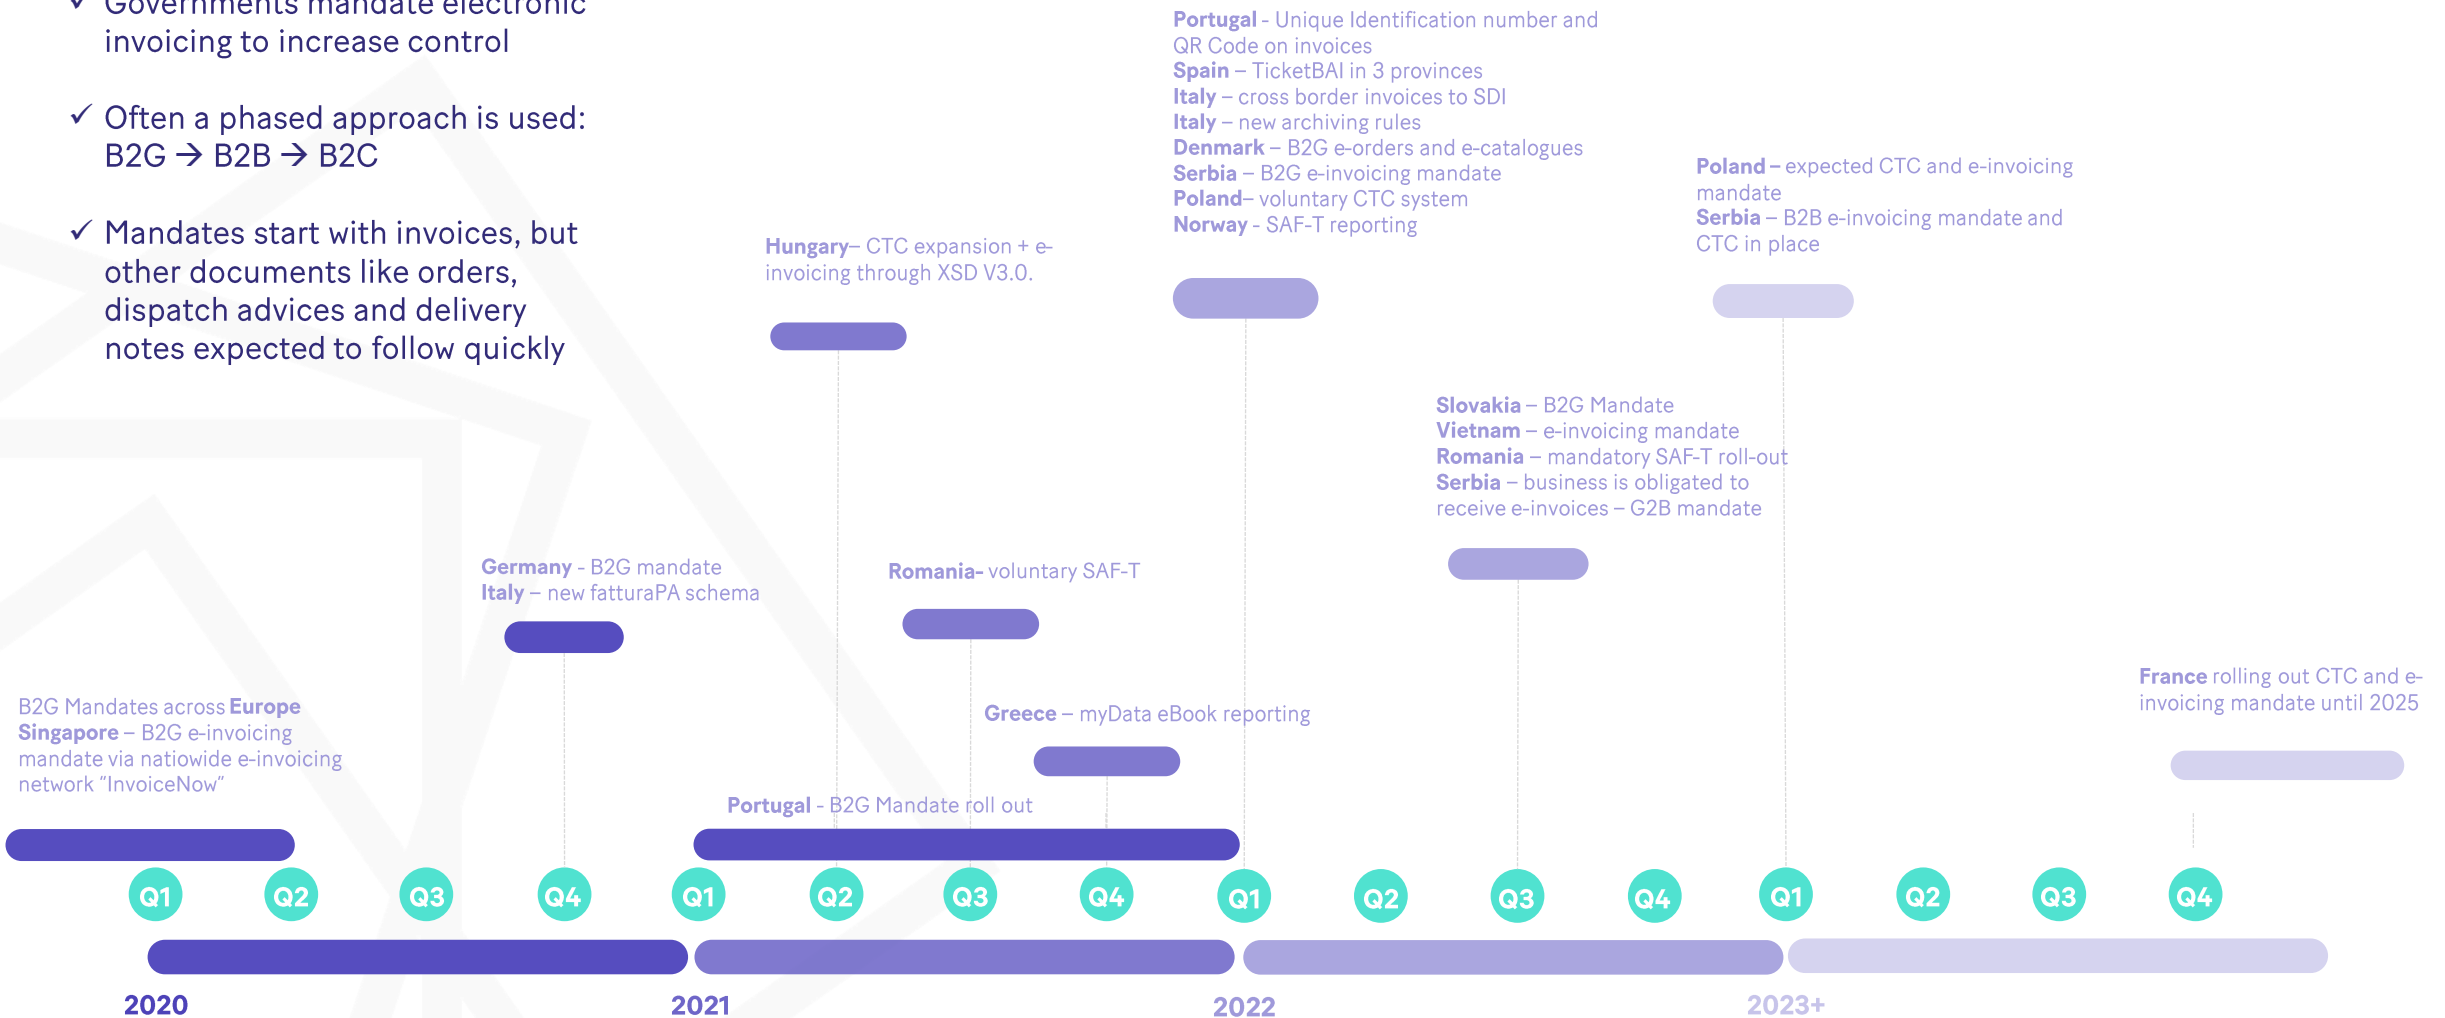 Governments mandate electronic
invoicing to increase control
Often a phased approach is used:
B2G → B2B → B2C
Mandates start with invoices, but
other documents like orders,
dispatch advices and delivery
notes expected to follow quickly
B2G Mandates across Europe
Singapore – B2G e-invoicing
mandate via natiowide e-invoicing
network "InvoiceNow"
Germany - B2G mandate
Italy – new fatturaPA schema
Portugal - B2G Mandate roll out
Hungary– CTC expansion + e-
invoicing through XSD V3.0.
Romania- voluntary SAF-T
Greece – myData eBook reporting
Portugal - Unique Identification number and
QR Code on invoices
Spain – TicketBAI in 3 provinces
Italy – cross border invoices to SDI
Italy – new archiving rules
Denmark – B2G e-orders and e-catalogues
Serbia – B2G e-invoicing mandate
Poland– voluntary CTC system
Norway - SAF-T reporting
Slovakia – B2G Mandate
Vietnam – e-invoicing mandate
Romania – mandatory SAF-T roll-out
Serbia – business is obligated to
receive e-invoices – G2B mandate
Poland – expected CTC and e-invoicing
mandate
Serbia – B2B e-invoicing mandate and
CTC in place
France rolling out CTC and e-
invoicing mandate until 2025
Q1 Q2 Q3 Q4 Q1 Q2 Q3 Q4 Q1 Q2 Q3 Q4 Q1 Q2 Q3 Q4
2020 2021 2022 2023+